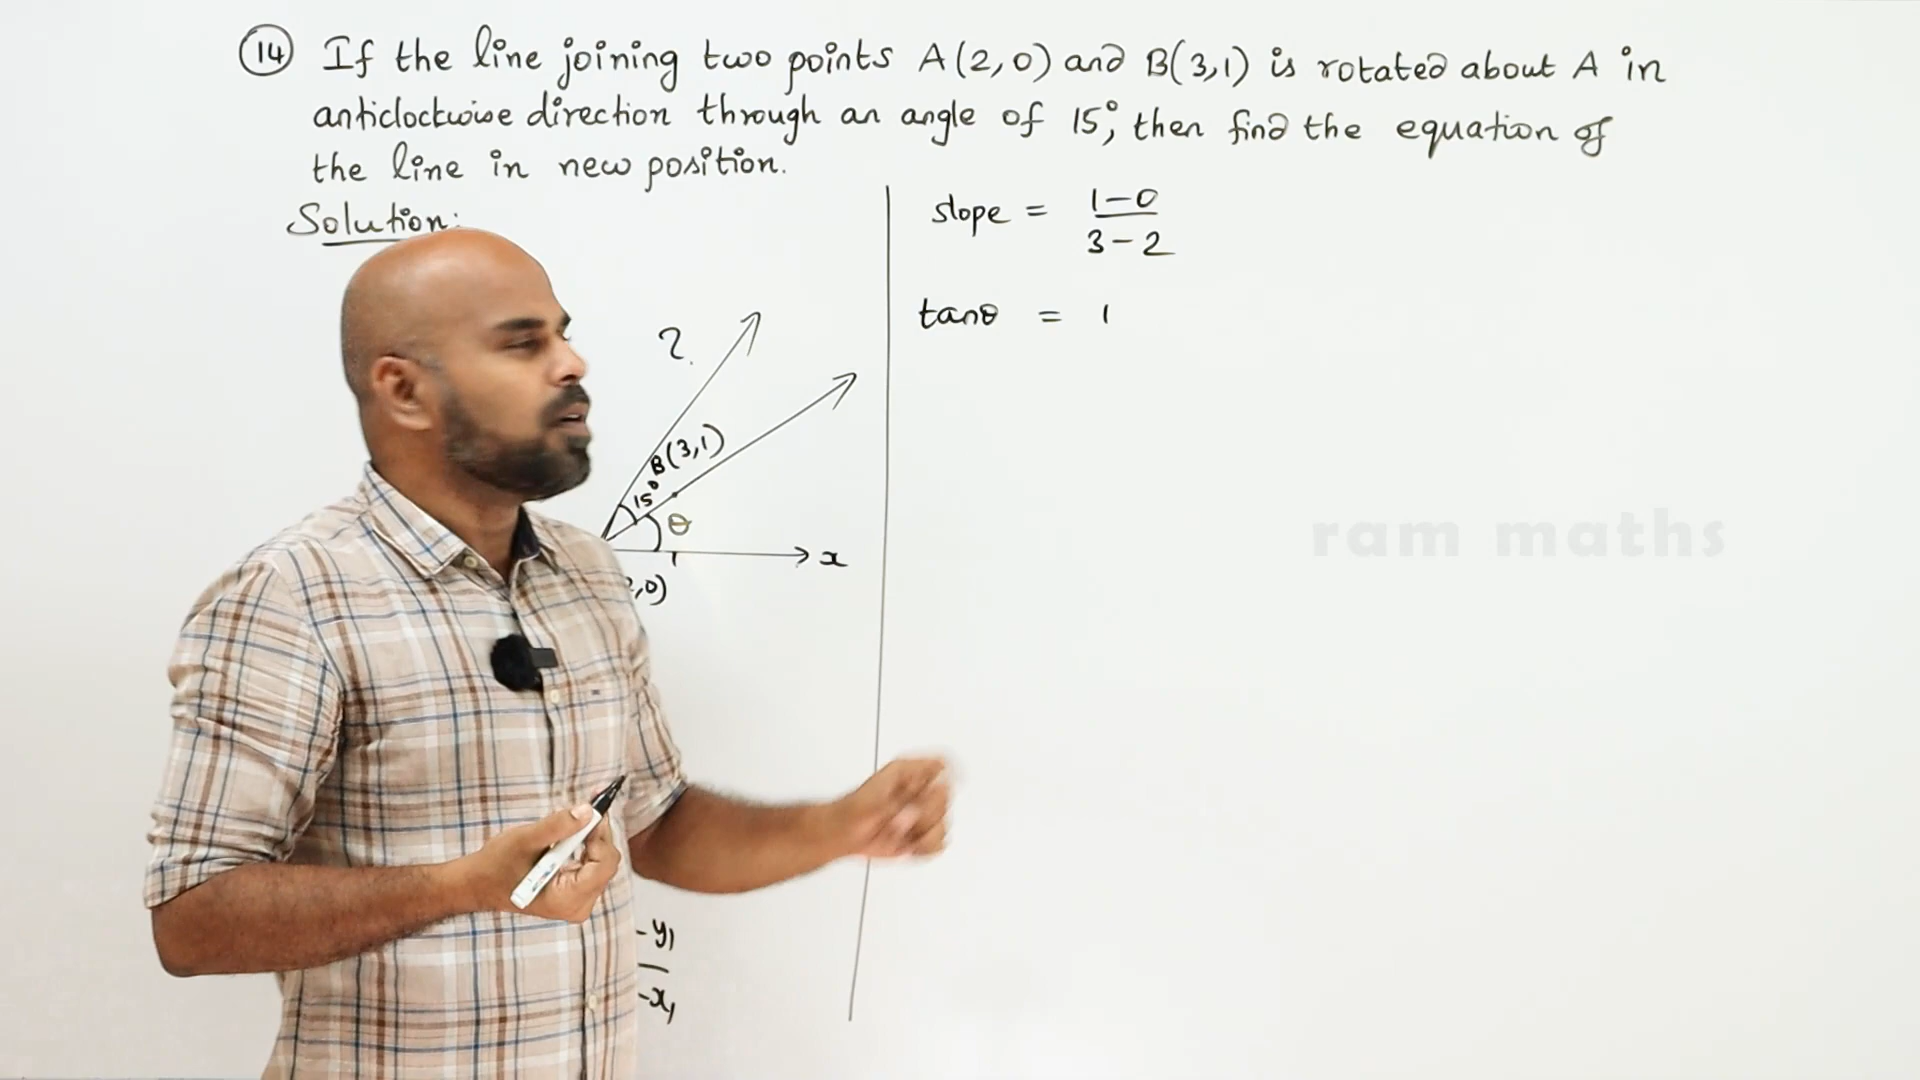 14 If the line joining two points A(2,0) and B(3,1) is rotated about A in
anticlockwise direction through an angle of 15°, then find the equation of
the line in new position.
Solution:
slope = 1-0
3-2
tanθ = 1
?
B(3,1)
15°
θ
x
,0)
-y1
-x1
ram maths